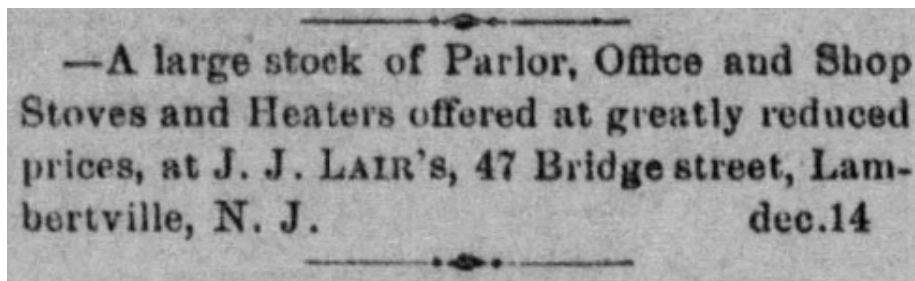 —A large stock of Parlor, Office and Shop
Stoves and Heaters offered at greatly reduced
prices, at J. J. LAIR'S, 47 Bridge street, Lam-
bertville, N. J. dec.14